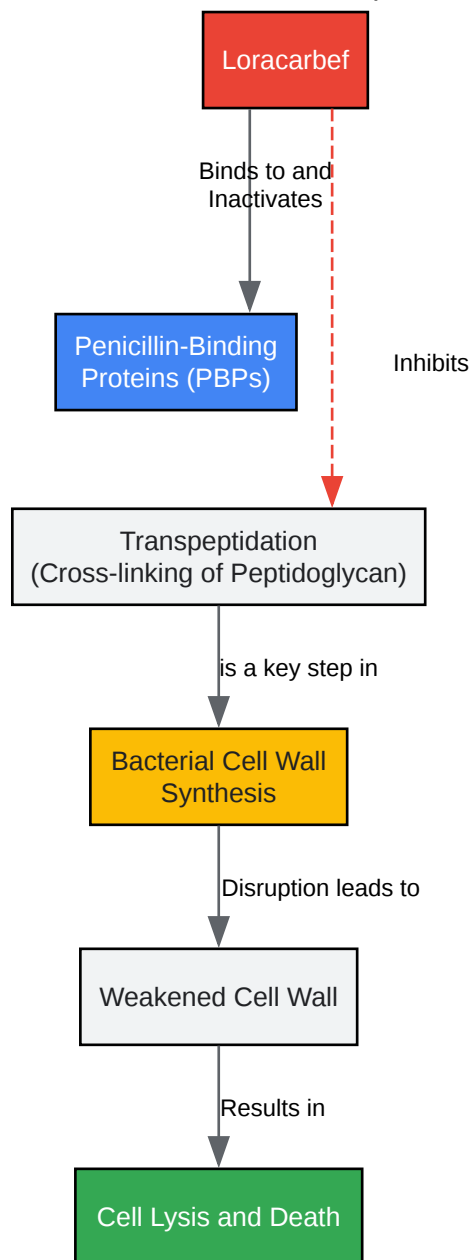 Loracarbef
Binds to and
Inactivates
Penicillin-Binding
Proteins (PBPs)
Inhibits
Transpeptidation
(Cross-linking of Peptidoglycan)
is a key step in
Bacterial Cell Wall
Synthesis
Disruption leads to
Weakened Cell Wall
Results in
Cell Lysis and Death